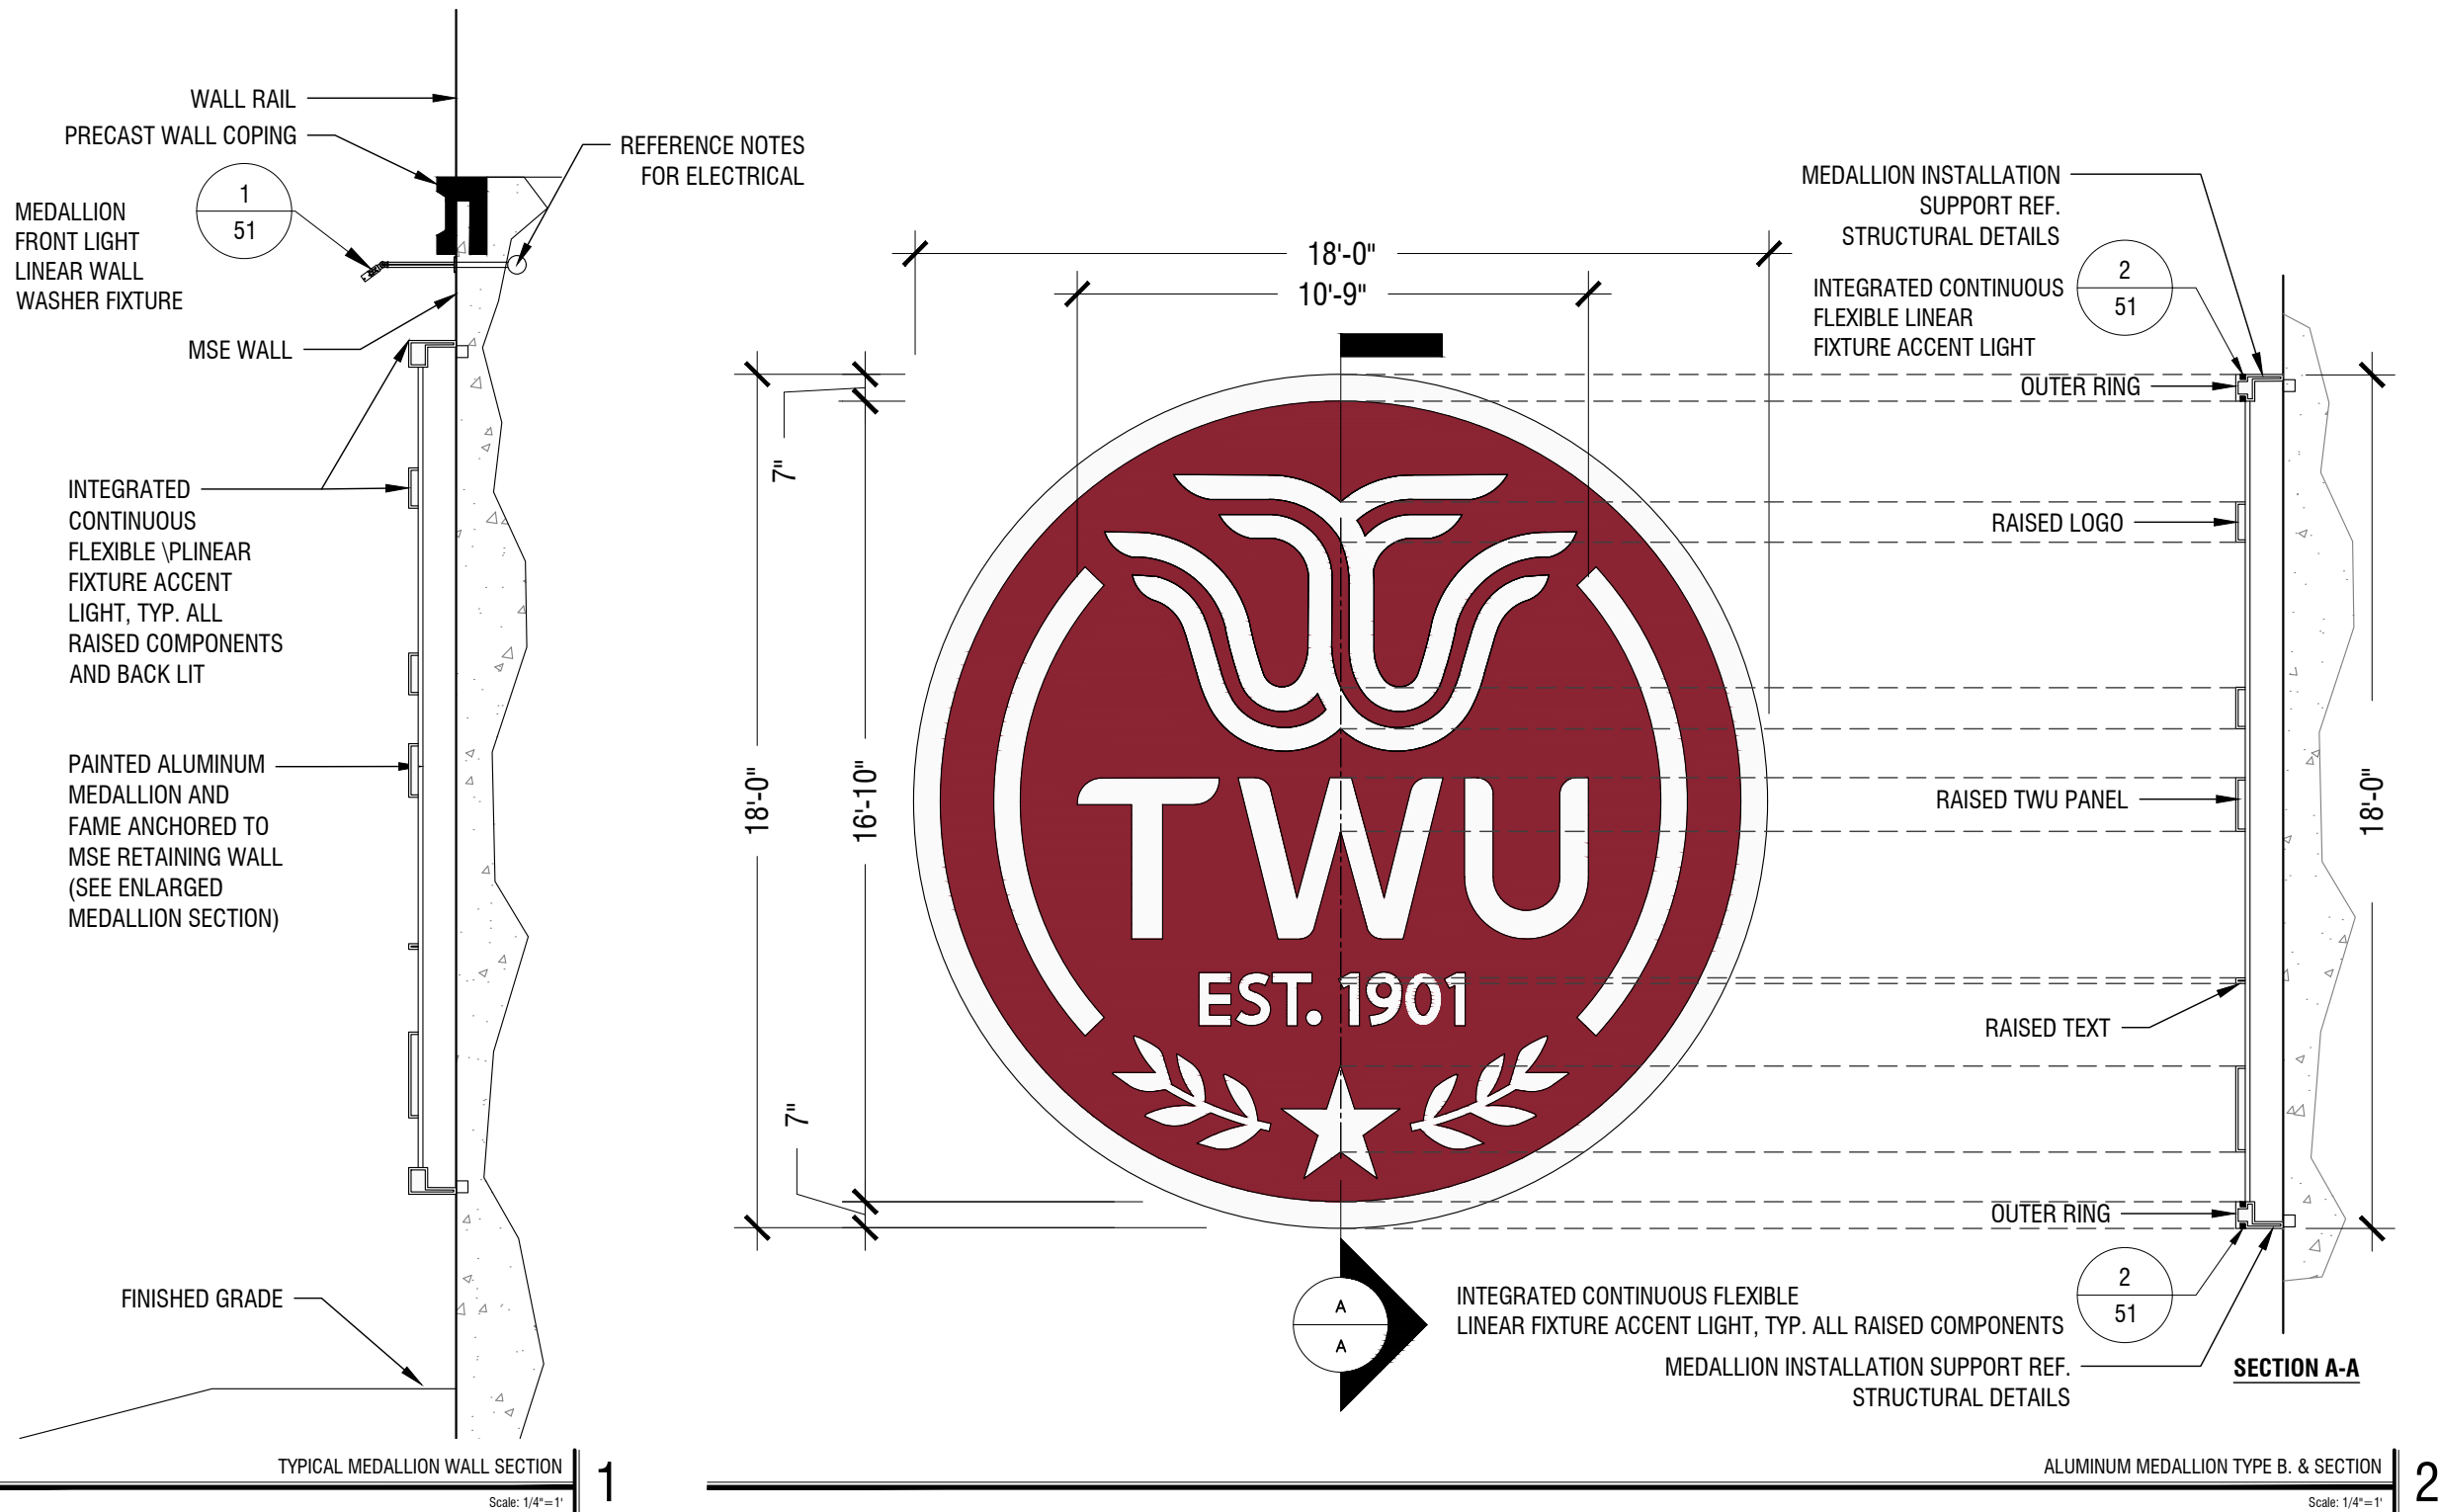 WALL RAIL
PRECAST WALL COPING
1
51
MEDALLION
FRONT LIGHT
LINEAR WALL
WASHER FIXTURE
REFERENCE NOTES
FOR ELECTRICAL
MSE WALL
INTEGRATED
CONTINUOUS
FLEXIBLE \PLINEAR
FIXTURE ACCENT
LIGHT, TYP. ALL
RAISED COMPONENTS
AND BACK LIT
PAINTED ALUMINUM
MEDALLION AND
FAME ANCHORED TO
MSE RETAINING WALL
(SEE ENLARGED
MEDALLION SECTION)
FINISHED GRADE
TYPICAL MEDALLION WALL SECTION
1
Scale: 1/4"=1'
18'-0"
10'-9"
7"
18'-0"
16'-10"
7"
TWU
EST. 1901
A
A
MEDALLION INSTALLATION
SUPPORT REF.
STRUCTURAL DETAILS
2
51
INTEGRATED CONTINUOUS
FLEXIBLE LINEAR
FIXTURE ACCENT LIGHT
OUTER RING
RAISED LOGO
RAISED TWU PANEL
18'-0"
RAISED TEXT
OUTER RING
2
51
INTEGRATED CONTINUOUS FLEXIBLE
LINEAR FIXTURE ACCENT LIGHT, TYP. ALL RAISED COMPONENTS
MEDALLION INSTALLATION SUPPORT REF.
STRUCTURAL DETAILS
SECTION A-A
ALUMINUM MEDALLION TYPE B. & SECTION
2
Scale: 1/4"=1'